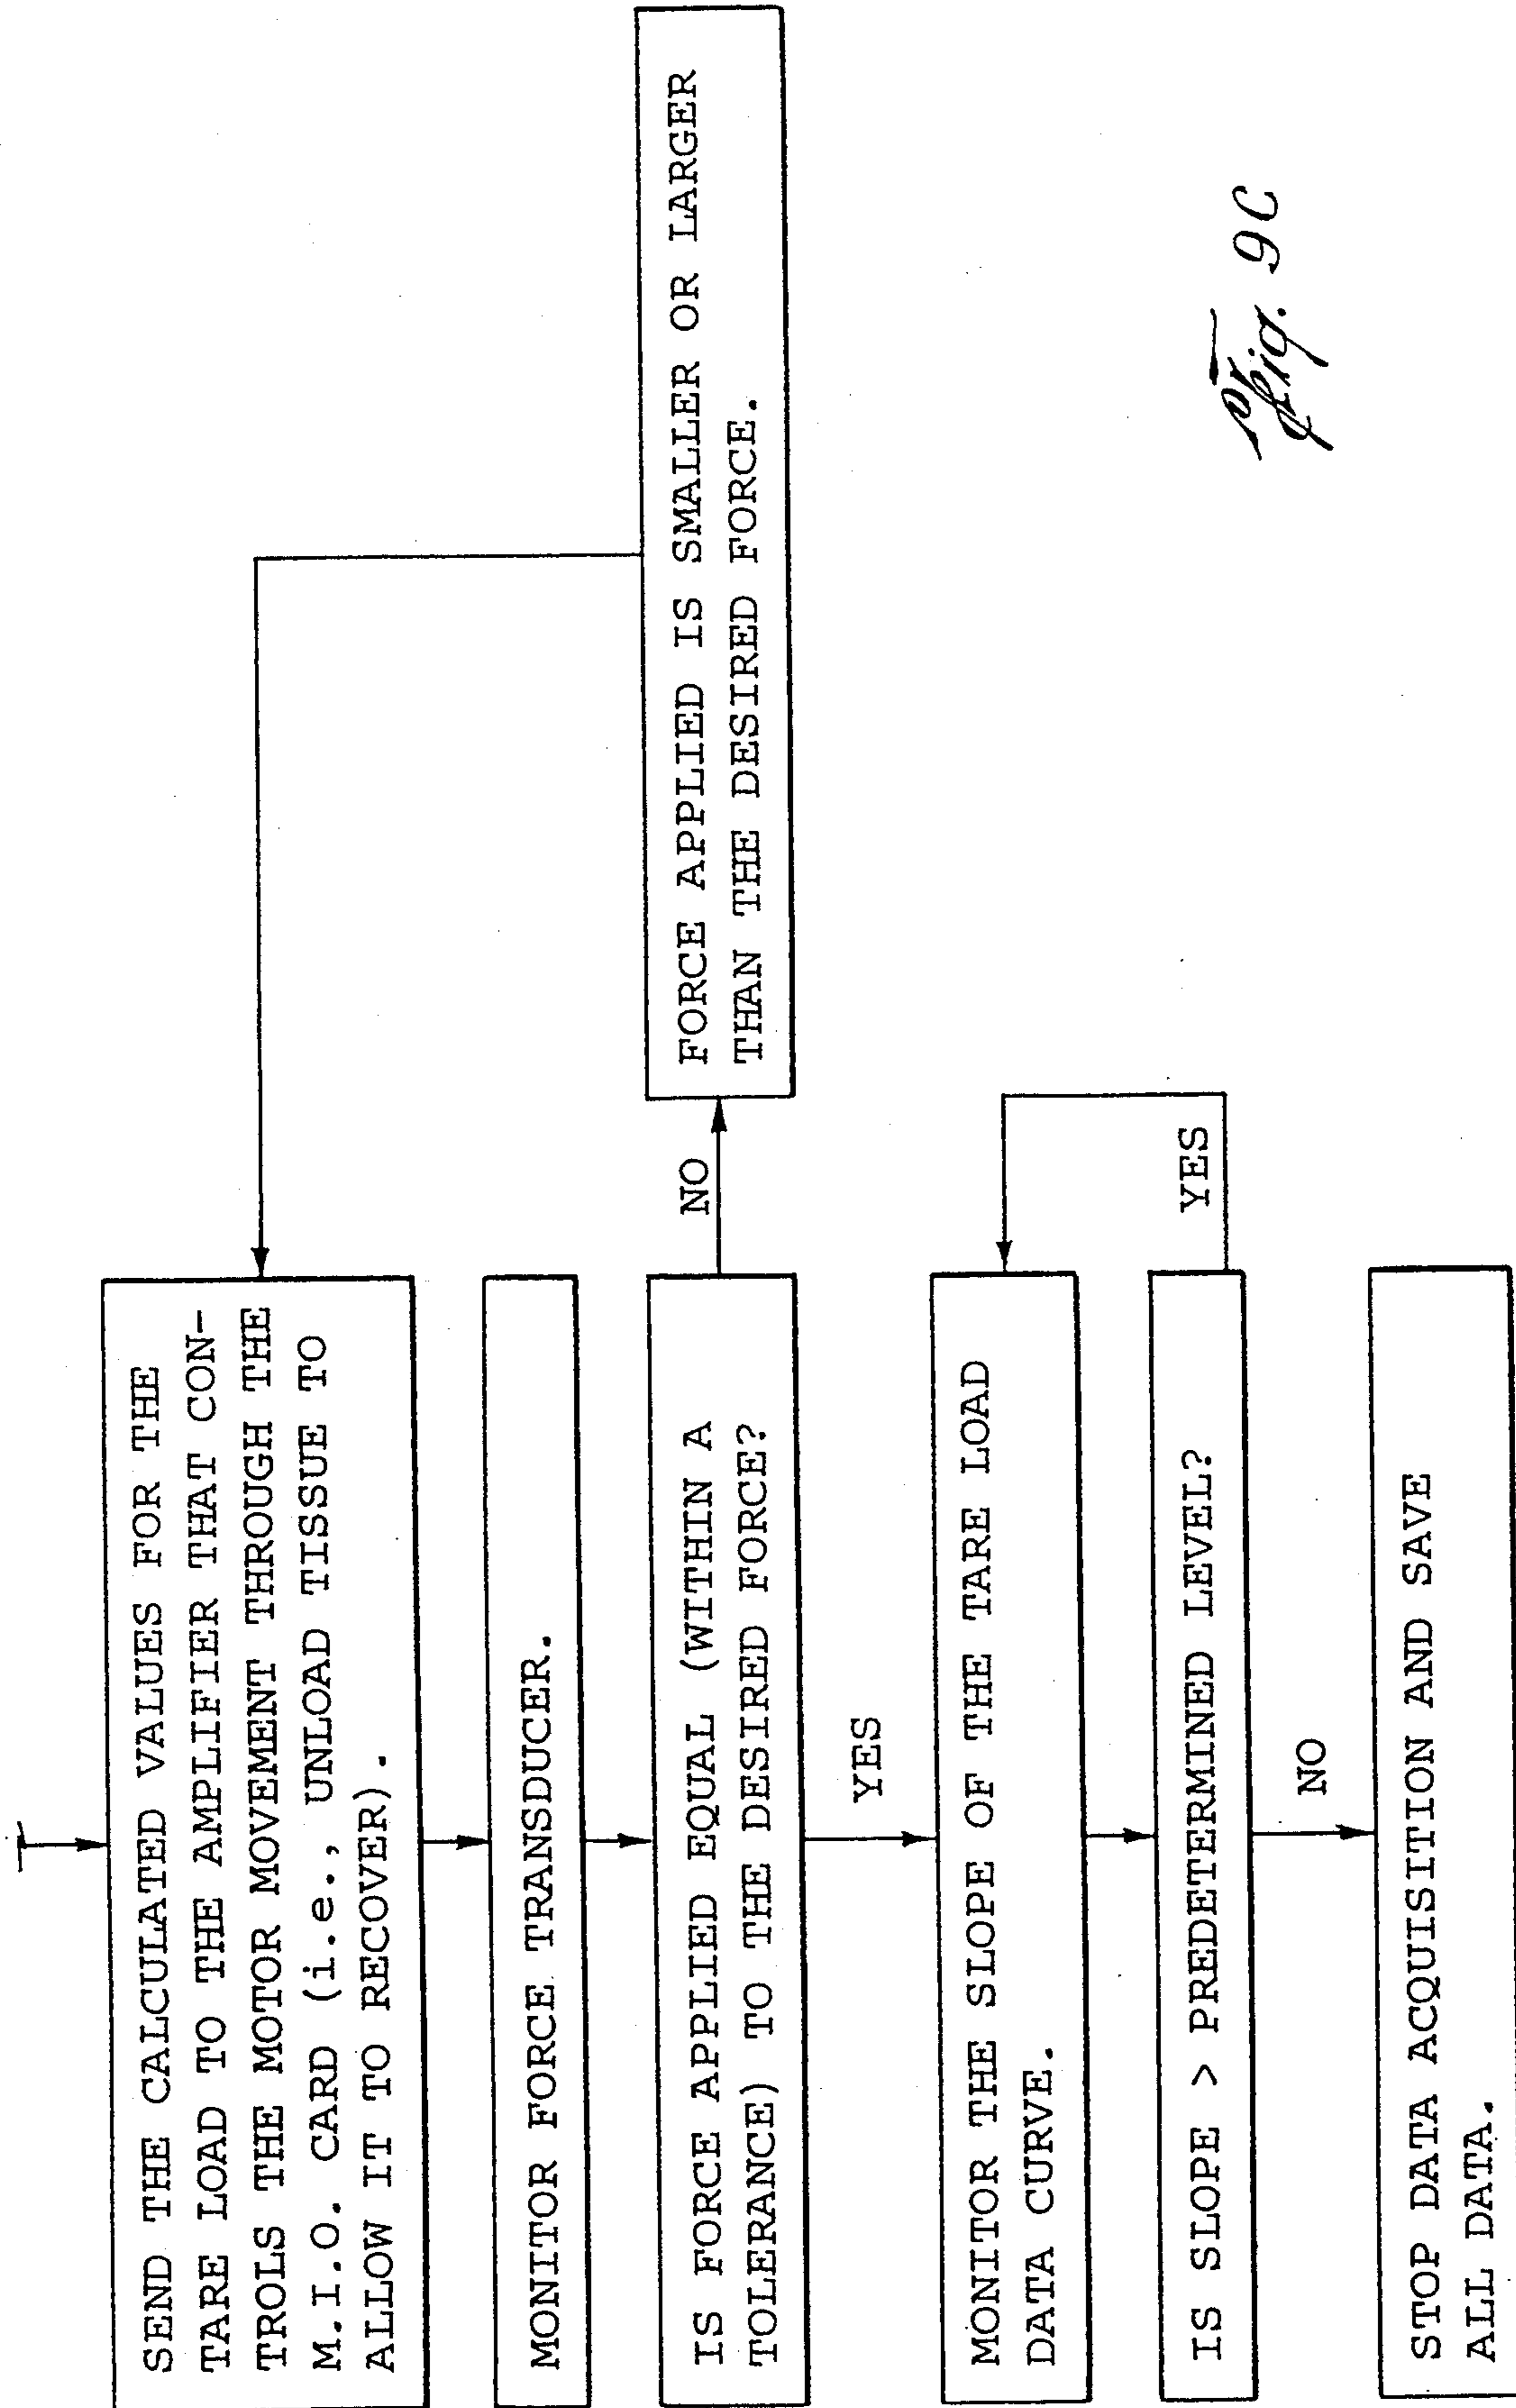 SEND THE CALCULATED VALUES FOR THE
TARE LOAD TO THE AMPLIFIER THAT CON-
TROLS THE MOTOR MOVEMENT THROUGH THE
M.I.O. CARD (i.e., UNLOAD TISSUE TO
ALLOW IT TO RECOVER).
MONITOR FORCE TRANSDUCER.
IS FORCE APPLIED EQUAL (WITHIN A
TOLERANCE) TO THE DESIRED FORCE?
NO
FORCE APPLIED IS SMALLER OR LARGER
THAN THE DESIRED FORCE.
YES
MONITOR THE SLOPE OF THE TARE LOAD
DATA CURVE.
IS SLOPE > PREDETERMINED LEVEL?
YES
NO
STOP DATA ACQUISITION AND SAVE
ALL DATA.
Fig. 9C